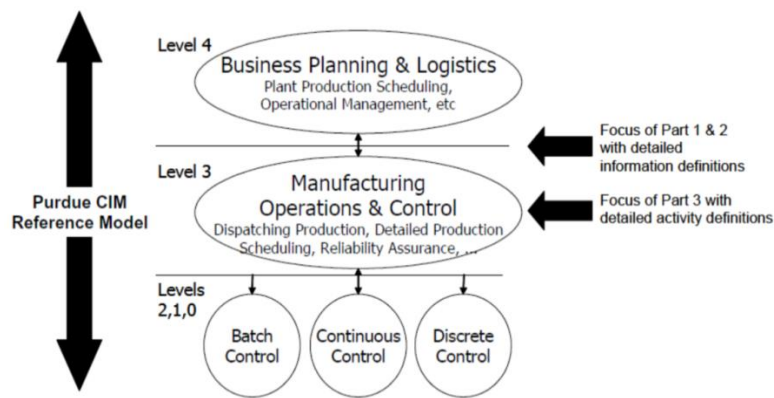 Level 4
Business Planning & Logistics
Plant Production Scheduling,
Operational Management, etc
Focus of Part 1 & 2
with detailed
information definitions
Level 3
Manufacturing
Operations & Control
Dispatching Production, Detailed Production
Scheduling, Reliability Assurance, ...
Focus of Part 3 with
detailed activity definitions
Purdue CIM
Reference Model
Levels
2,1,0
Batch
Control
Continuous
Control
Discrete
Control